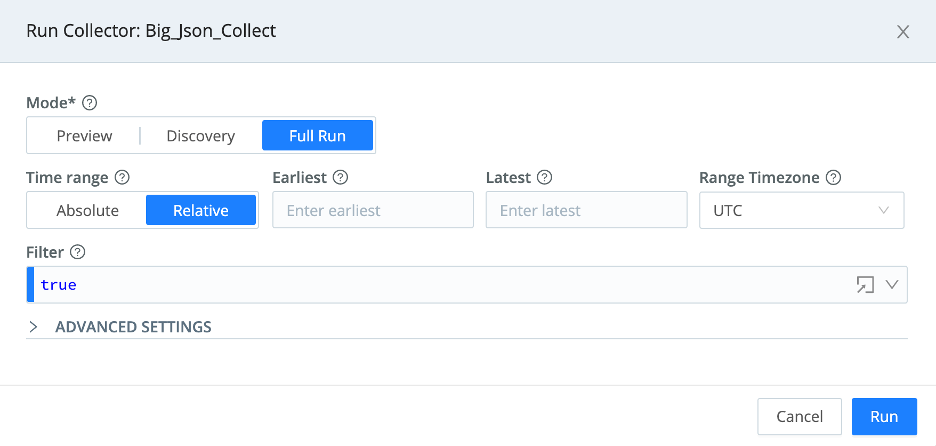 Run Collector: Big_Json_Collect
Mode*
Preview Discovery Full Run
Time range Earliest Latest Range Timezone
Absolute Relative Enter earliest Enter latest UTC
Filter
true
ADVANCED SETTINGS
Cancel Run